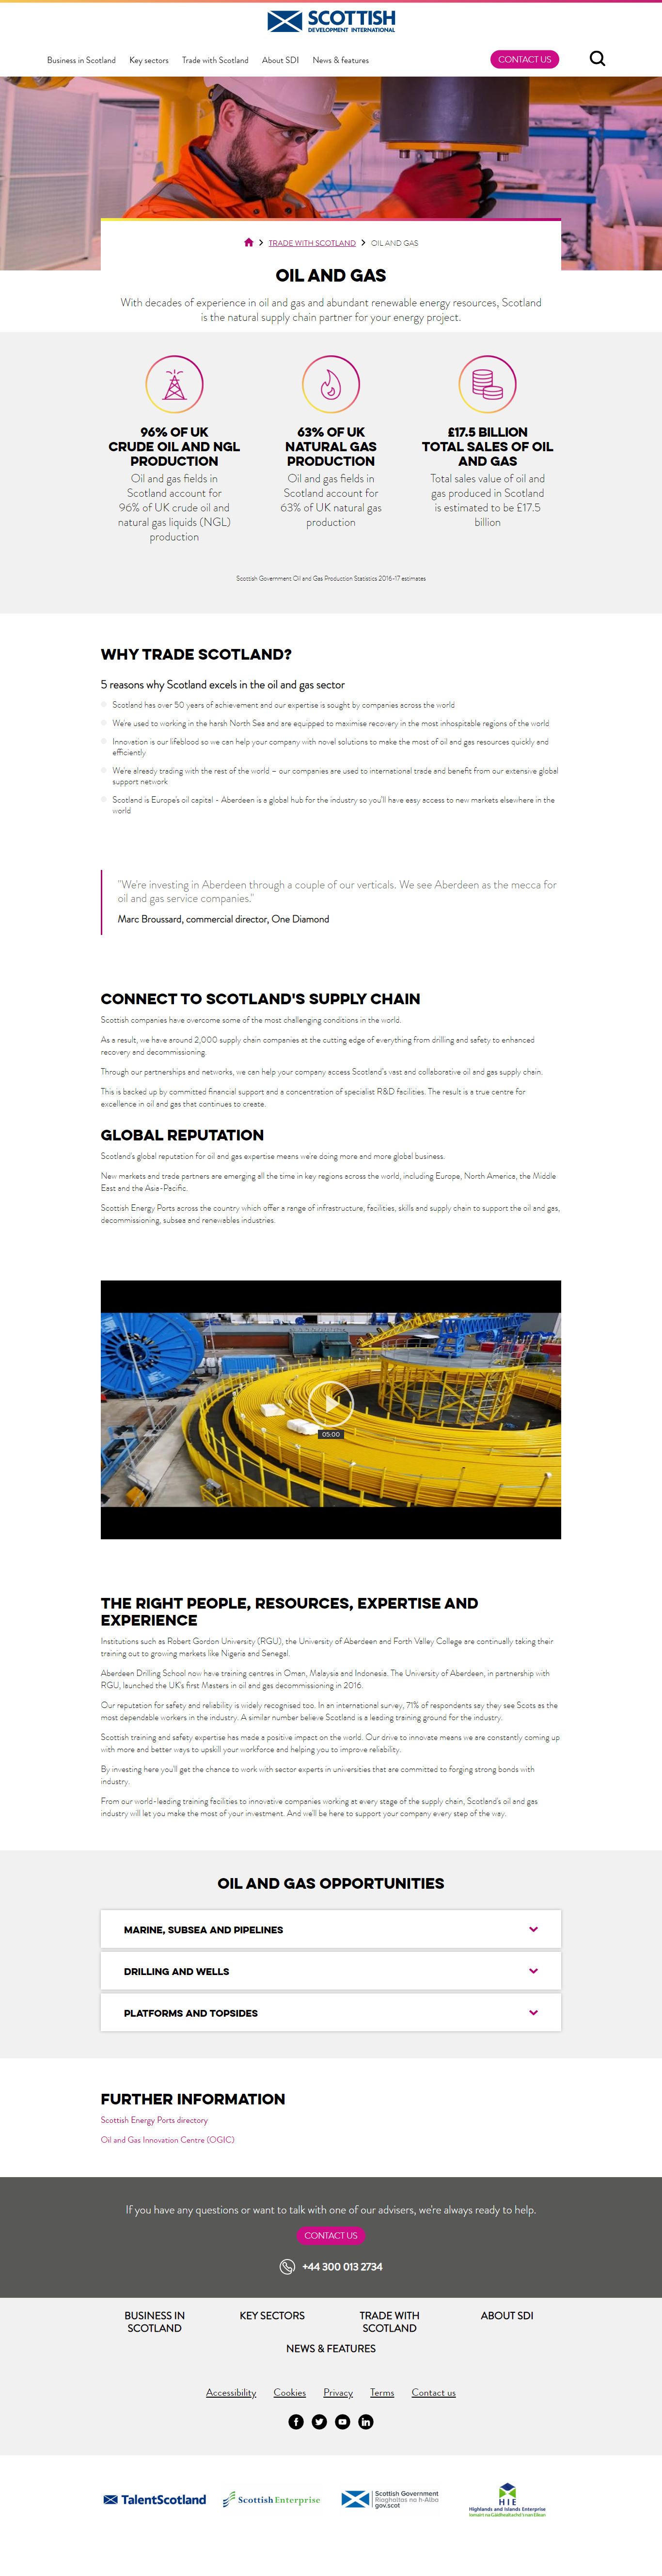 SCOTTISH
DEVELOPMENT INTERNATIONAL
Business in Scotland
Key sectors
Trade with Scotland
About SDI
News & features
CONTACT US
TRADE WITH SCOTLAND
OIL AND GAS
OIL AND GAS
With decades of experience in oil and gas and abundant renewable energy resources, Scotland
is the natural supply chain partner for your energy project.
96% OF UK
CRUDE OIL AND NGL
PRODUCTION
Oil and gas fields in
Scotland account for
96% of UK crude oil and
natural gas liquids (NGL)
production
63% OF UK
NATURAL GAS
PRODUCTION
Oil and gas fields in
Scotland account for
63% of UK natural gas
production
£17.5 BILLION
TOTAL SALES OF OIL
AND GAS
Total sales value of oil and
gas produced in Scotland
is estimated to be £17.5
billion
Scottish Government Oil and Gas Production Statistics 2016-17 estimates
WHY TRADE SCOTLAND?
5 reasons why Scotland excels in the oil and gas sector
Scotland has over 50 years of achievement and our expertise is sought by companies across the world
We're used to working in the harsh North Sea and are equipped to maximise recovery in the most inhospitable regions of the world
Innovation is our lifeblood so we can help your company with novel solutions to make the most of oil and gas resources quickly and
efficiently
We're already trading with the rest of the world – our companies are used to international trade and benefit from our extensive global
support network
Scotland is Europe's oil capital - Aberdeen is a global hub for the industry so you'll have easy access to new markets elsewhere in the
world
"We're investing in Aberdeen through a couple of our verticals. We see Aberdeen as the mecca for
oil and gas service companies."
Marc Broussard, commercial director, One Diamond
CONNECT TO SCOTLAND'S SUPPLY CHAIN
Scottish companies have overcome some of the most challenging conditions in the world.
As a result, we have around 2,000 supply chain companies at the cutting edge of everything from drilling and safety to enhanced
recovery and decommissioning.
Through our partnerships and networks, we can help your company access Scotland's vast and collaborative oil and gas supply chain.
This is backed up by committed financial support and a concentration of specialist R&D facilities. The result is a true centre for
excellence in oil and gas that continues to create.
GLOBAL REPUTATION
Scotland's global reputation for oil and gas expertise means we're doing more and more global business.
New markets and trade partners are emerging all the time in key regions across the world, including Europe, North America, the Middle
East and the Asia-Pacific.
Scottish Energy Ports across the country which offer a range of infrastructure, facilities, skills and supply chain to support the oil and gas,
decommissioning, subsea and renewables industries.
05:00
THE RIGHT PEOPLE, RESOURCES, EXPERTISE AND
EXPERIENCE
Institutions such as Robert Gordon University (RGU), the University of Aberdeen and Forth Valley College are continually taking their
training out to growing markets like Nigeria and Senegal.
Aberdeen Drilling School now have training centres in Oman, Malaysia and Indonesia. The University of Aberdeen, in partnership with
RGU, launched the UK's first Masters in oil and gas decommissioning in 2016.
Our reputation for safety and reliability is widely recognised too. In an international survey, 71% of respondents say they see Scots as the
most dependable workers in the industry. A similar number believe Scotland is a leading training ground for the industry.
Scottish training and safety expertise has made a positive impact on the world. Our drive to innovate means we are constantly coming up
with more and better ways to upskill your workforce and helping you to improve reliability.
By investing here you'll get the chance to work with sector experts in universities that are committed to forging strong bonds with
industry.
From our world-leading training facilities to innovative companies working at every stage of the supply chain, Scotland's oil and gas
industry will let you make the most of your investment. And we'll be here to support your company every step of the way.
OIL AND GAS OPPORTUNITIES
MARINE, SUBSEA AND PIPELINES
DRILLING AND WELLS
PLATFORMS AND TOPSIDES
FURTHER INFORMATION
Scottish Energy Ports directory
Oil and Gas Innovation Centre (OGIC)
If you have any questions or want to talk with one of our advisers, we're always ready to help.
CONTACT US
+44 300 013 2734
BUSINESS IN
SCOTLAND
KEY SECTORS
TRADE WITH
SCOTLAND
ABOUT SDI
NEWS & FEATURES
Accessibility
Cookies
Privacy
Terms
Contact us
TalentScotland
Scottish Enterprise
Scottish Government
Riaghaltas na h-Alba
gov.scot
HIE
Highlands and Islands Enterprise
Iomairt na Gàidhealtachd 's nan Eilean